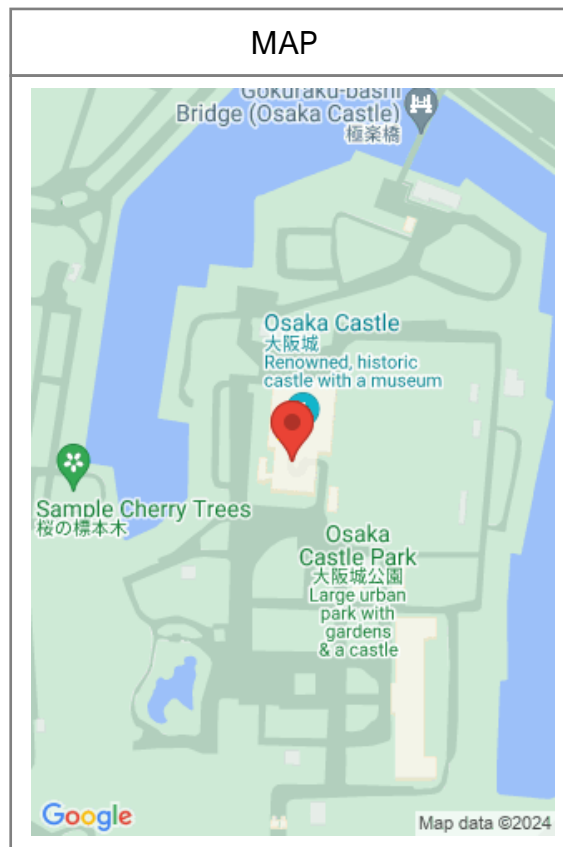 MAP
Gokuraku-bashi
Bridge (Osaka Castle)
極楽橋
Osaka Castle
大阪城
Renowned, historic
castle with a museum
Sample Cherry Trees
桜の標本木
Osaka
Castle Park
大阪城公園
Large urban
park with
gardens
& a castle
Google
Map data ©2024